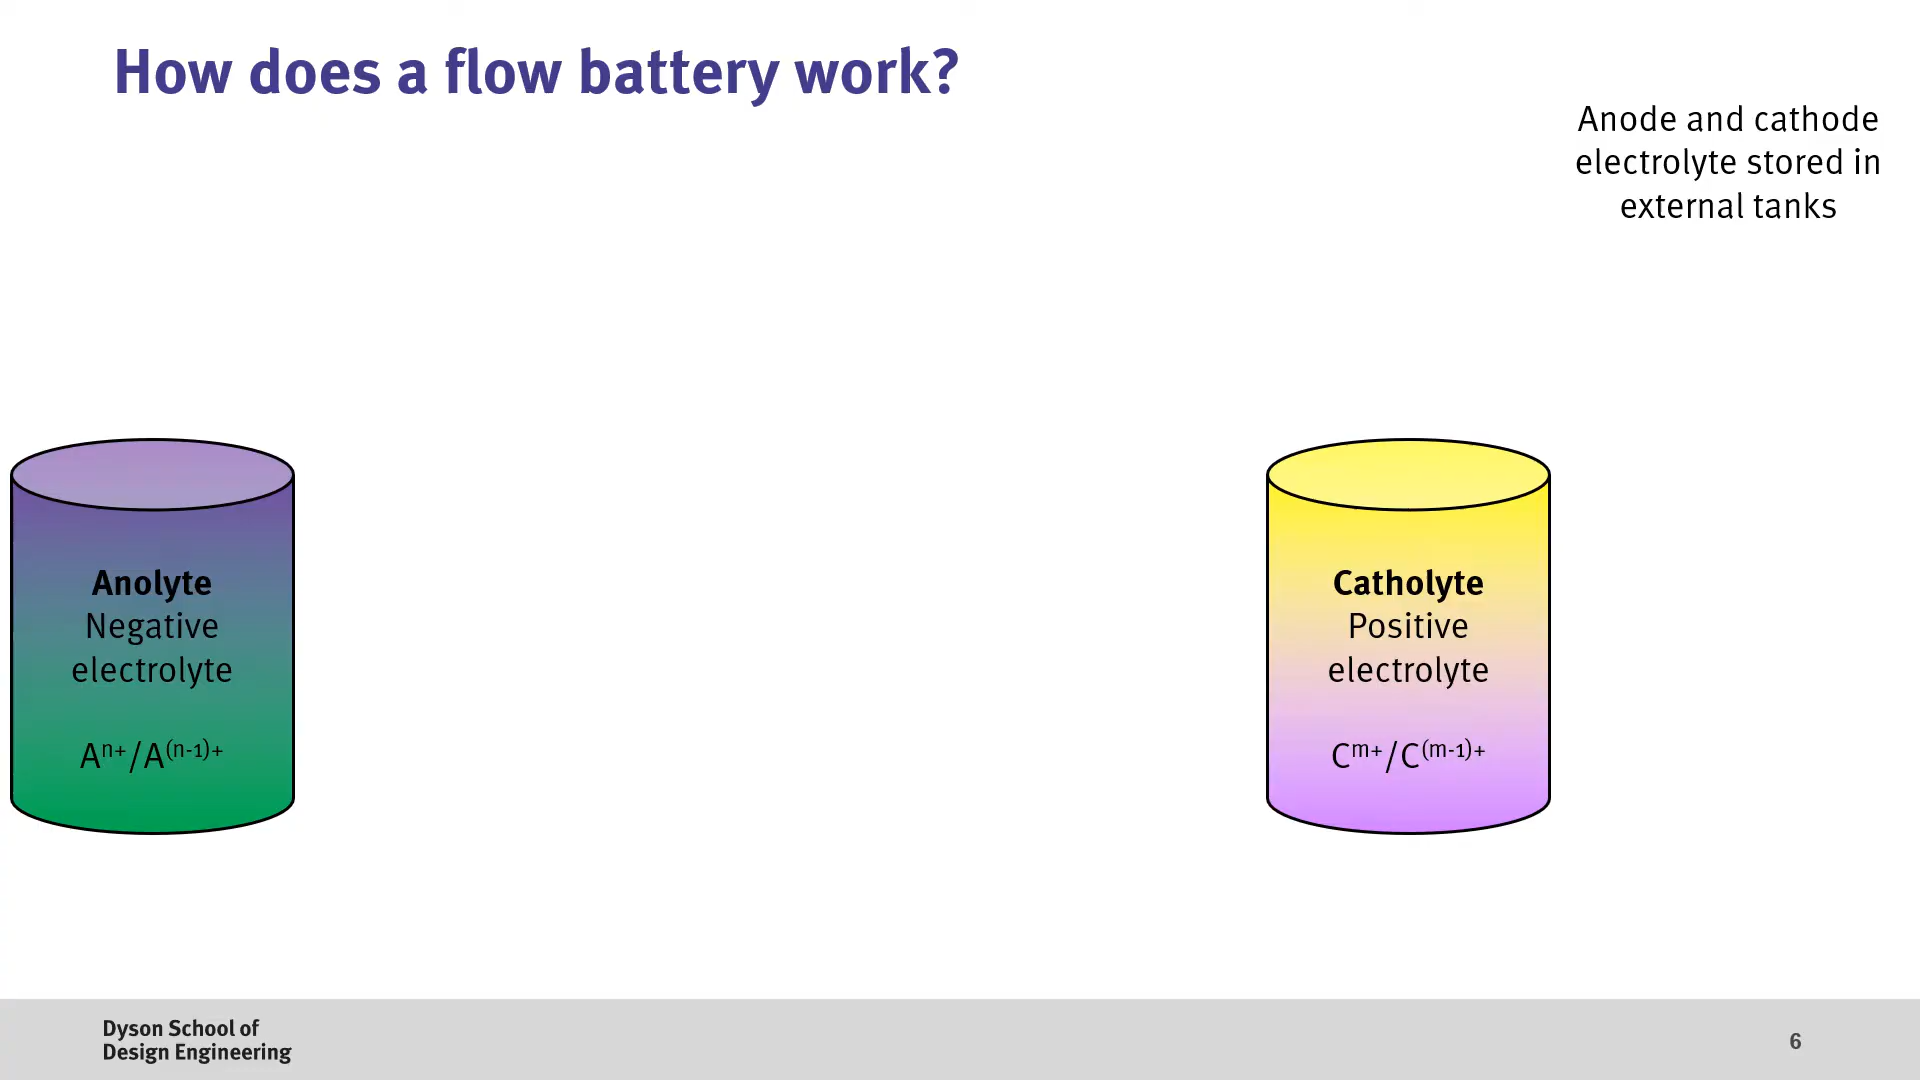 How does a flow battery work?
Anode and cathode
electrolyte stored in
external tanks
Anolyte
Negative
electrolyte
Aⁿ⁺/A⁽ⁿ⁻¹⁾⁺
Catholyte
Positive
electrolyte
Cᵐ⁺/C⁽ᵐ⁻¹⁾⁺
Dyson School of
Design Engineering
6